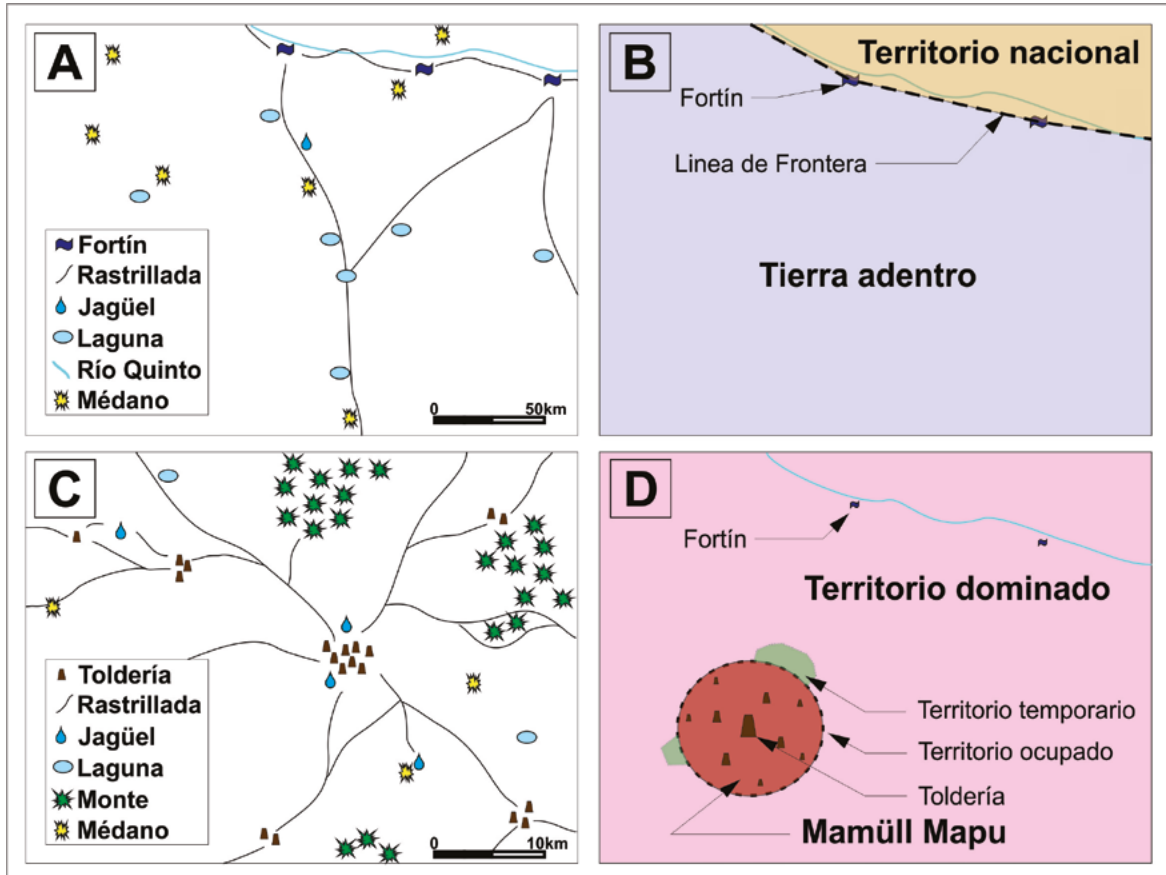 A
Fortín
Rastrillada
Jagüel
Laguna
Río Quinto
Médano
0 50km
B
Territorio nacional
Fortín
Linea de Frontera
Tierra adentro
C
Toldería
Rastrillada
Jagüel
Laguna
Monte
Médano
0 10km
D
Fortín
Territorio dominado
Territorio temporario
Territorio ocupado
Toldería
Mamüll Mapu